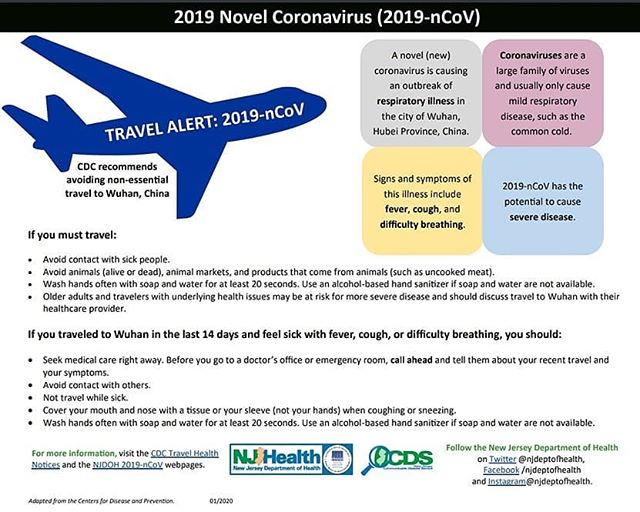 2019 Novel Coronavirus (2019-nCoV)
TRAVEL ALERT: 2019-nCoV
CDC recommends
avoiding non-essential
travel to Wuhan, China
A novel (new)
coronavirus is causing
an outbreak of
respiratory illness in
the city of Wuhan,
Hubei Province, China.
Coronaviruses are a
large family of viruses
and usually only cause
mild respiratory
disease, such as the
common cold.
Signs and symptoms of
this illness include
fever, cough, and
difficulty breathing.
2019-nCoV has the
potential to cause
severe disease.
If you must travel:
• Avoid contact with sick people.
• Avoid animals (alive or dead), animal markets, and products that come from animals (such as uncooked meat).
• Wash hands often with soap and water for at least 20 seconds. Use an alcohol-based hand sanitizer if soap and water are not available.
• Older adults and travelers with underlying health issues may be at risk for more severe disease and should discuss travel to Wuhan with their
healthcare provider.
If you traveled to Wuhan in the last 14 days and feel sick with fever, cough, or difficulty breathing, you should:
• Seek medical care right away. Before you go to a doctor's office or emergency room, call ahead and tell them about your recent travel and
your symptoms.
• Avoid contact with others.
• Not travel while sick.
• Cover your mouth and nose with a tissue or your sleeve (not your hands) when coughing or sneezing.
• Wash hands often with soap and water for at least 20 seconds. Use an alcohol-based hand sanitizer if soap and water are not available.
For more information, visit the CDC Travel Health
Notices and the NJDOH 2019-nCoV webpages.
NJ Health
New Jersey Department of Health
CDS
Follow the New Jersey Department of Health
on Twitter @njdeptofhealth,
Facebook /njdeptofhealth
and Instagram@njdeptofhealth.
Adapted from the Centers for Disease and Prevention. 01/2020